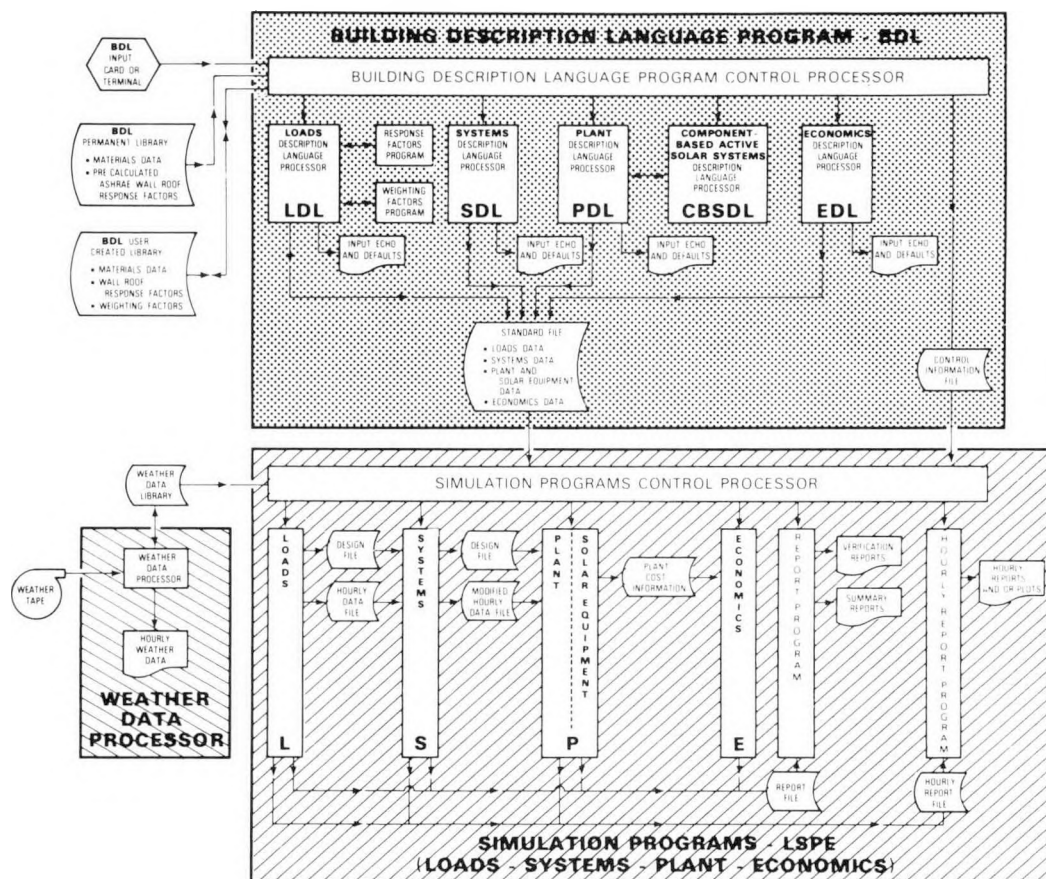 BUILDING DESCRIPTION LANGUAGE PROGRAM - BDL
BDL
INPUT
CARD OR
TERMINAL
BUILDING DESCRIPTION LANGUAGE PROGRAM CONTROL PROCESSOR
BDL
PERMANENT LIBRARY
• MATERIALS DATA
• PRE CALCULATED
ASHRAE WALL ROOF
RESPONSE FACTORS
LOADS
DESCRIPTION
LANGUAGE
PROCESSOR
LDL
RESPONSE
FACTORS
PROGRAM
WEIGHTING
FACTORS
PROGRAM
SYSTEMS
DESCRIPTION
LANGUAGE
PROCESSOR
SDL
PLANT
DESCRIPTION
LANGUAGE
PROCESSOR
PDL
COMPONENT-
BASED ACTIVE
SOLAR SYSTEMS
DESCRIPTION
LANGUAGE
PROCESSOR
CBSDL
ECONOMICS
DESCRIPTION
LANGUAGE
PROCESSOR
EDL
BDL USER
CREATED LIBRARY
• MATERIALS DATA
• WALL ROOF
RESPONSE FACTORS
• WEIGHTING FACTORS
INPUT ECHO
AND DEFAULTS
INPUT ECHO
AND DEFAULTS
INPUT ECHO
AND DEFAULTS
INPUT ECHO
AND DEFAULTS
STANDARD FILE
• LOADS DATA
• SYSTEMS DATA
• PLANT AND
SOLAR EQUIPMENT
DATA
• ECONOMICS DATA
CONTROL
INFORMATION
FILE
WEATHER
DATA
LIBRARY
SIMULATION PROGRAMS CONTROL PROCESSOR
WEATHER TAPE
WEATHER
DATA
PROCESSOR
HOURLY
WEATHER
DATA
WEATHER
DATA
PROCESSOR
LOADS
L
DESIGN
FILE
HOURLY
DATA FILE
SYSTEMS
S
DESIGN
FILE
MODIFIED
HOURLY
DATA FILE
PLANT
SOLAR EQUIPMENT
P
PLANT
COST
INFORMATION
ECONOMICS
E
REPORT PROGRAM
VERIFICATION
REPORTS
SUMMARY
REPORTS
HOURLY REPORT PROGRAM
HOURLY
REPORTS
AND OR PLOTS
REPORT
FILE
HOURLY
REPORT
FILE
SIMULATION PROGRAMS - LSPE
(LOADS - SYSTEMS - PLANT - ECONOMICS)